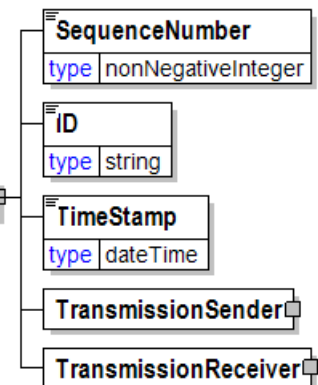 SequenceNumber
type nonNegativeInteger
ID
type string
TimeStamp
type dateTime
TransmissionSender
TransmissionReceiver